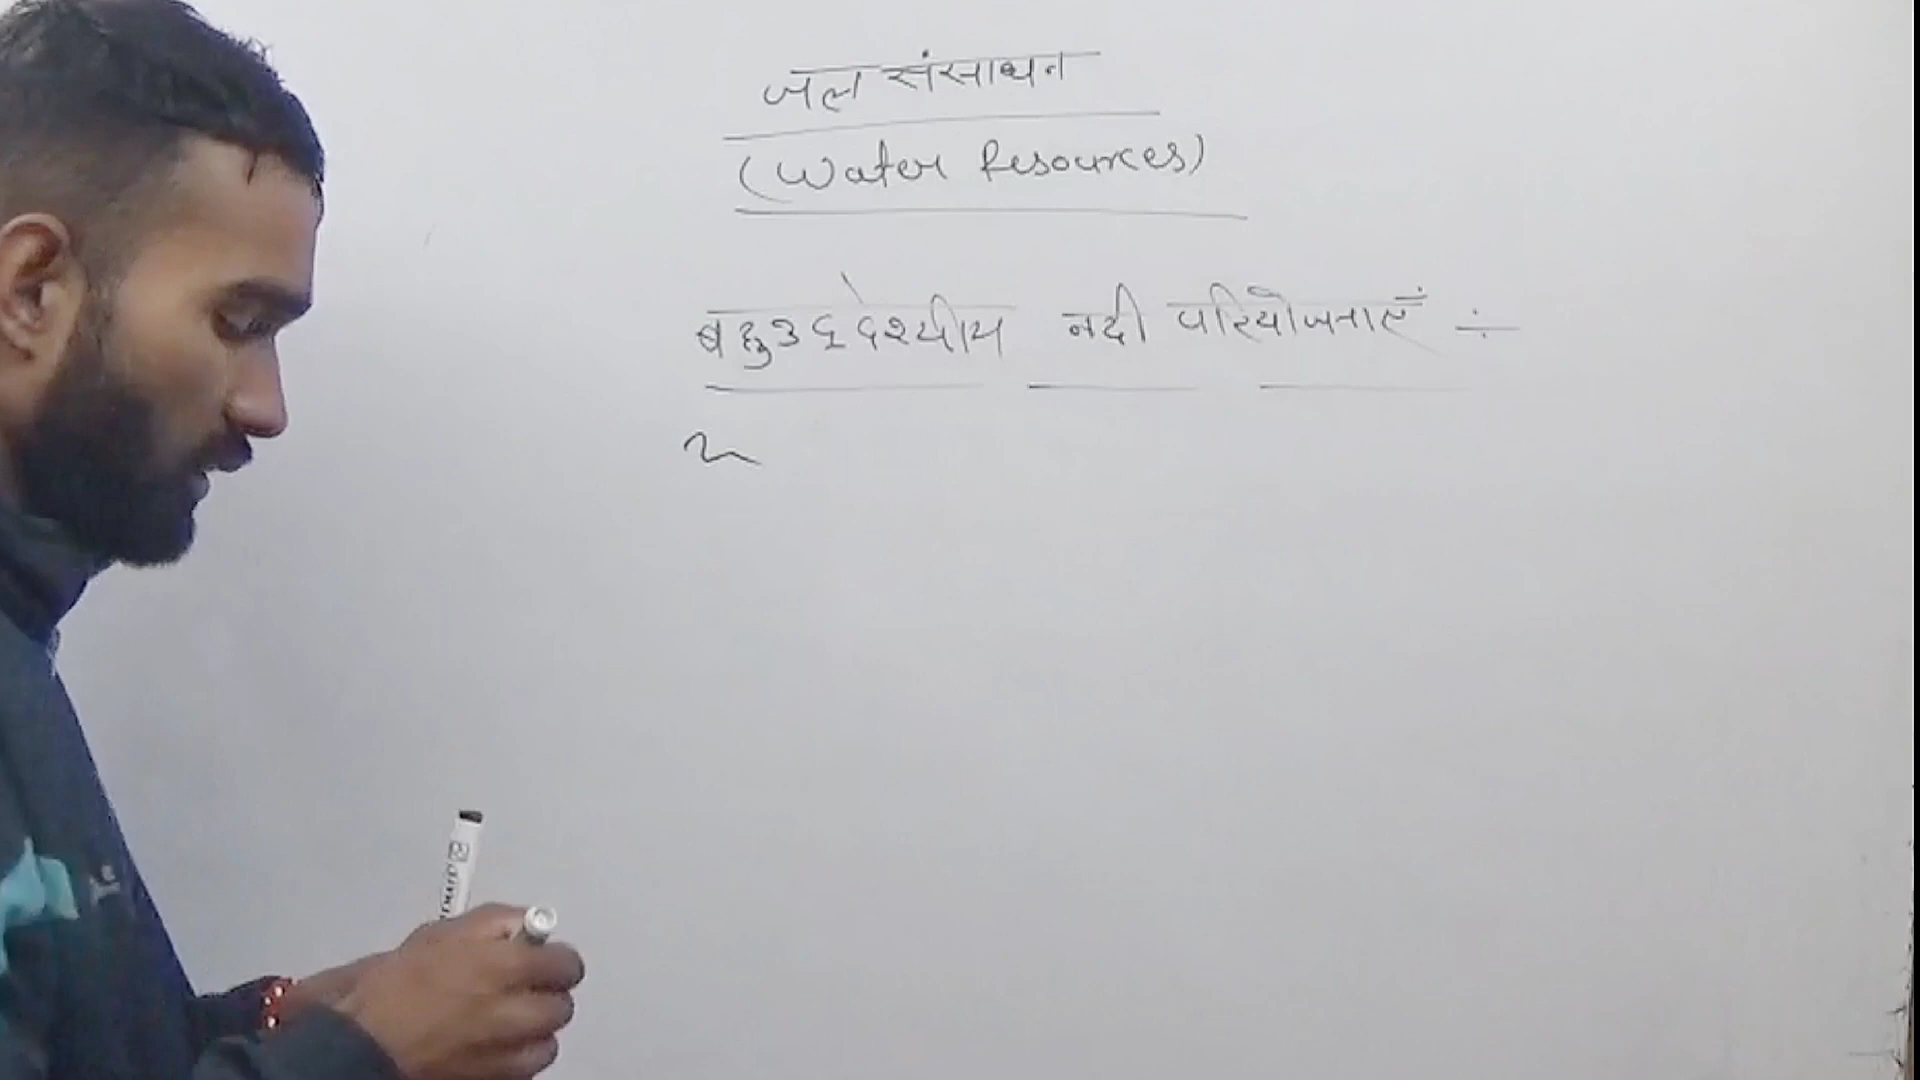 जल संसाधन
(Water Resources)
बहुउद्देश्यीय नदी परियोजनाएँ ÷